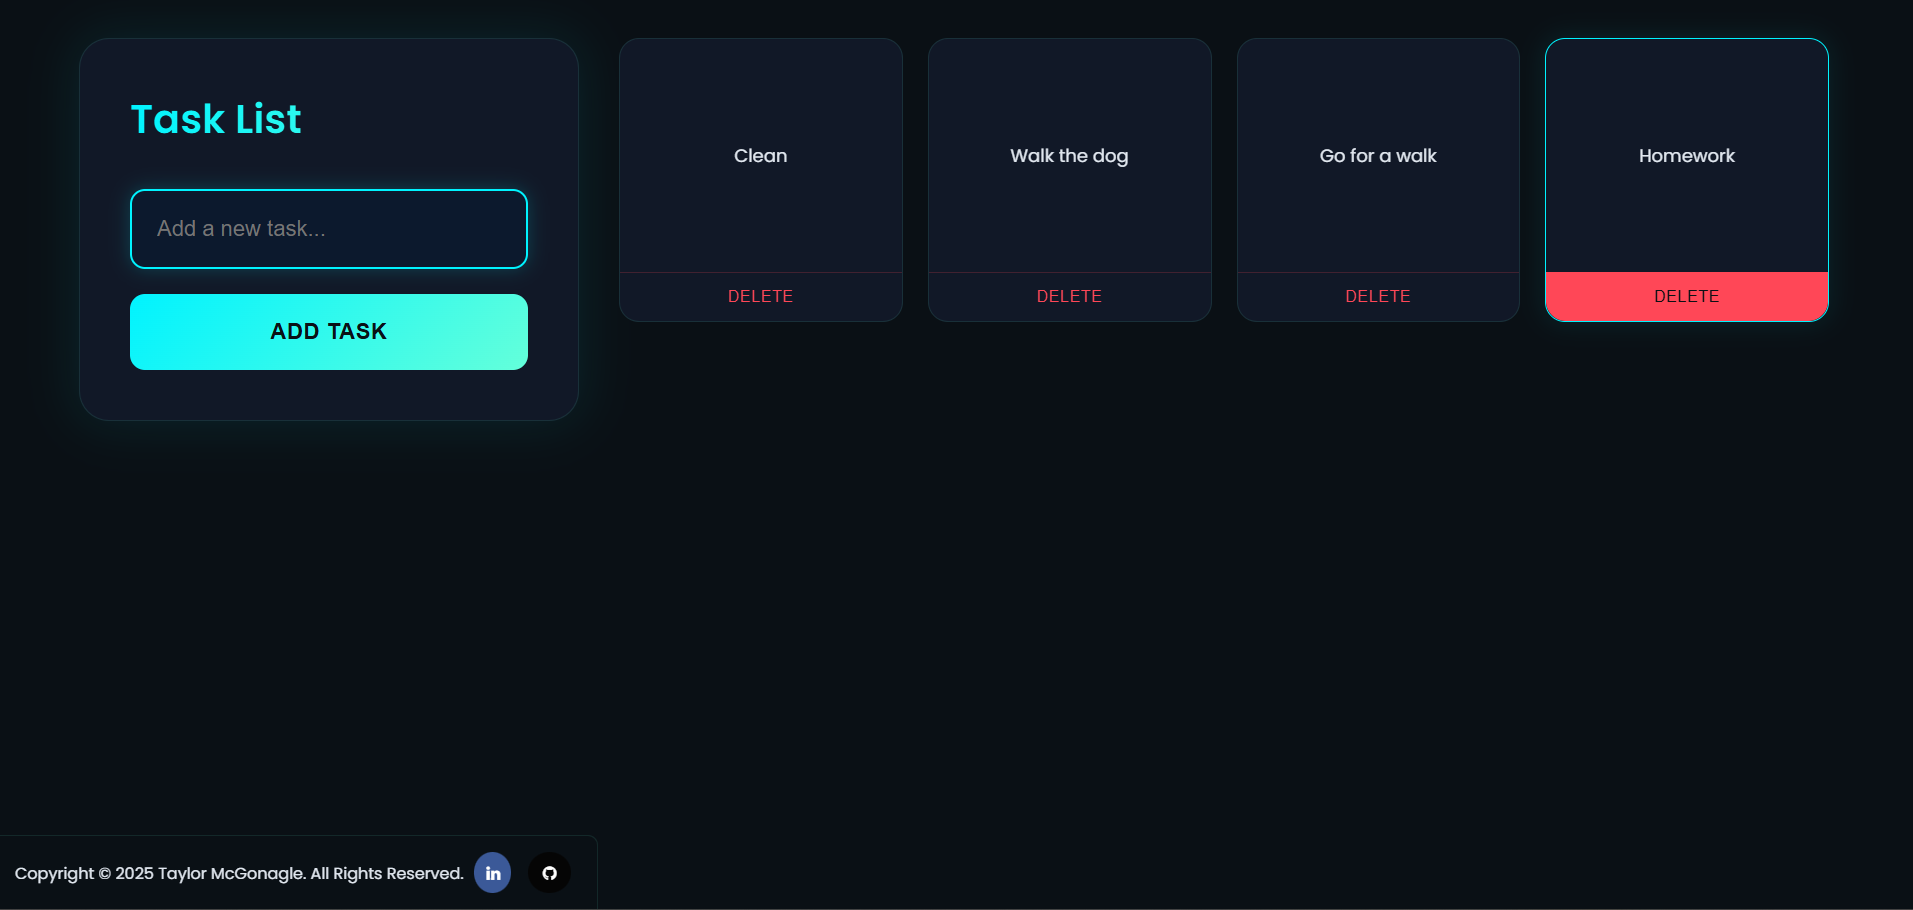 Task List
Add a new task...
ADD TASK
Clean
DELETE
Walk the dog
DELETE
Go for a walk
DELETE
Homework
DELETE
Copyright © 2025 Taylor McGonagle. All Rights Reserved.
in